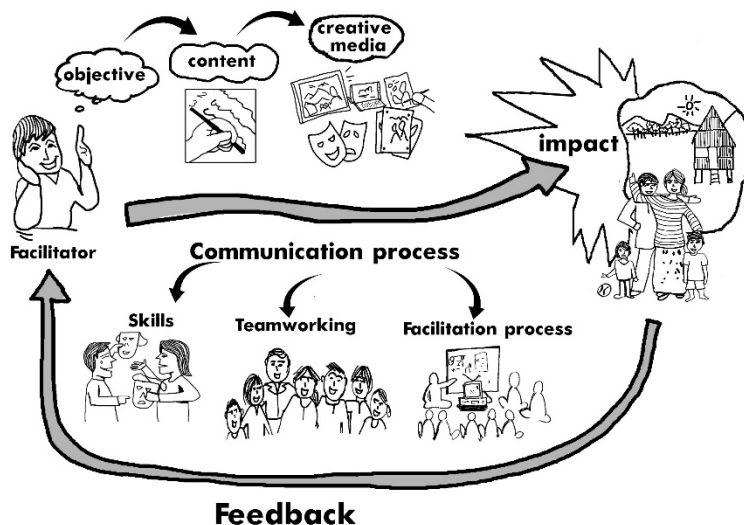 creative
media
content
objective
impact
Facilitator
Communication process
Skills
Teamworking
Facilitation process
Feedback